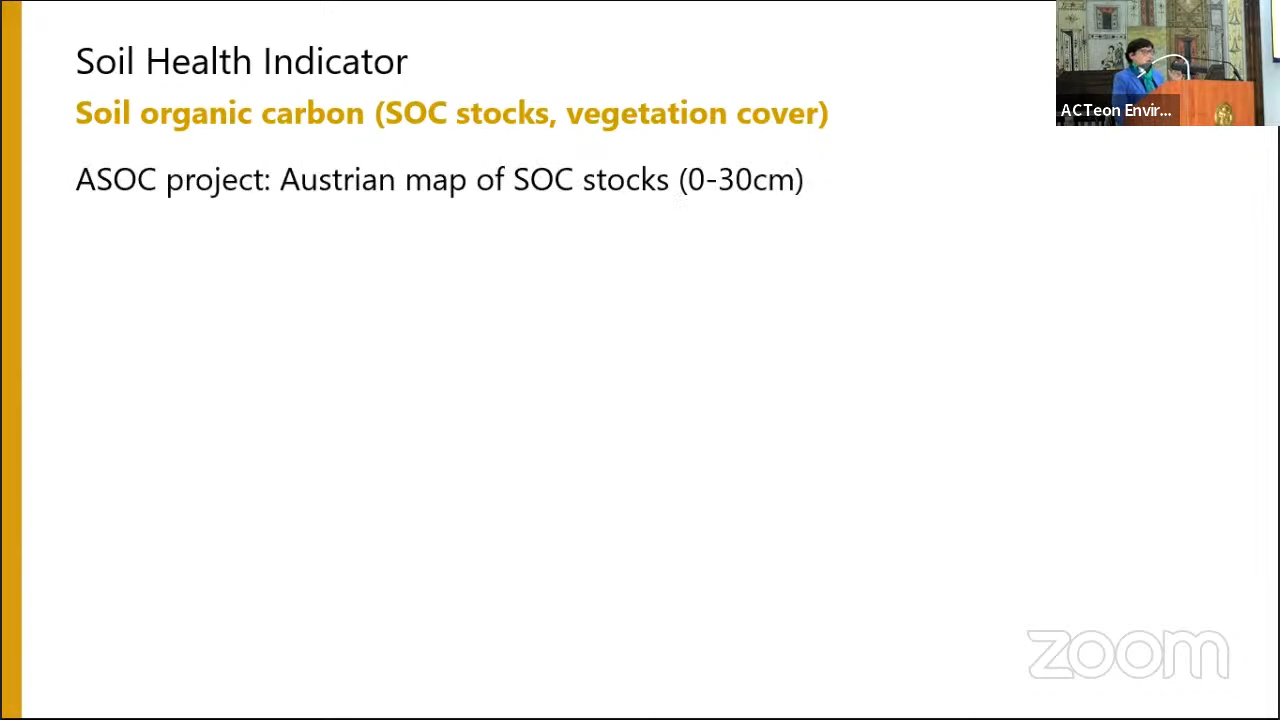 Soil Health Indicator
Soil organic carbon (SOC stocks, vegetation cover)
ASOC project: Austrian map of SOC stocks (0-30cm)
ACTeon Envir...
zoom